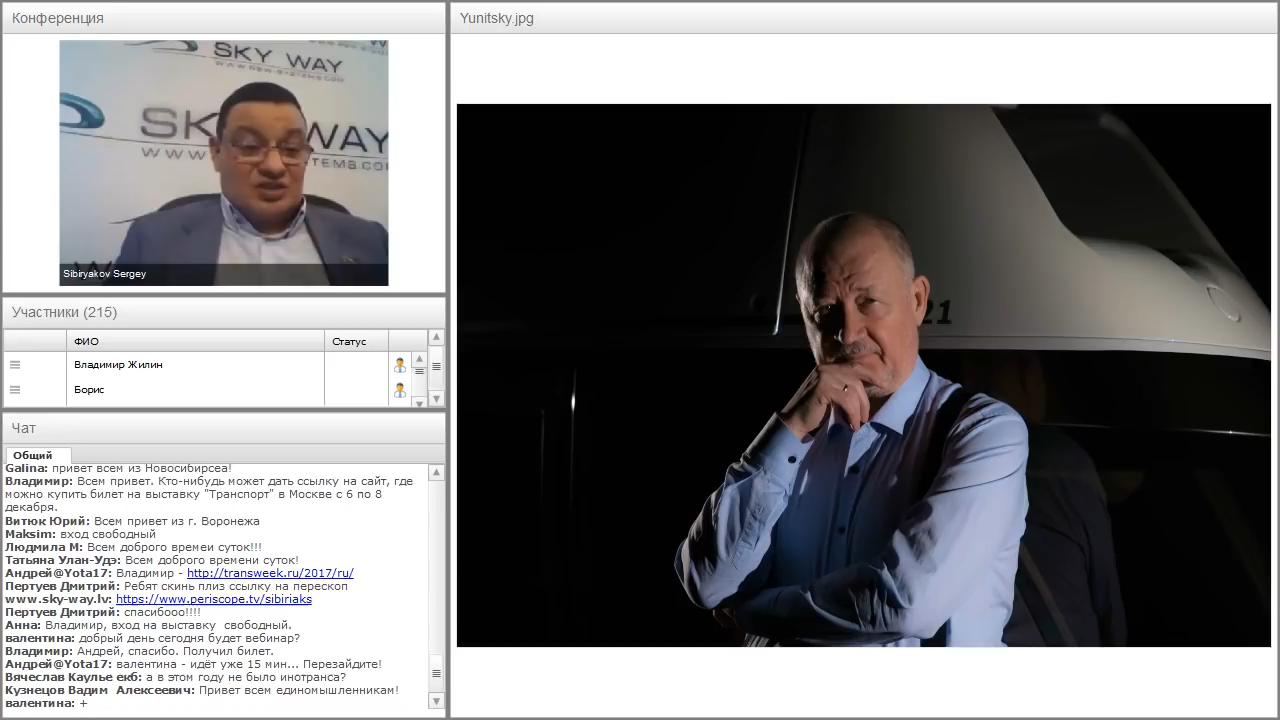 Конференция
SKY WAY
WWW.NEW-SYSTEMS.COM
SKY WAY
Sibiryakov Sergey
Участники (215)
ФИО
Статус
Владимир Жилин
Борис
Чат
Общий
Galina: привет всем из Новосибирсеа!
Владимир: Всем привет. Кто-нибудь может дать ссылку на сайт, где
можно купить билет на выставку "Транспорт" в Москве с 6 по 8
декабря.
Витюк Юрий: Всем привет из г. Воронежа
Maksim: вход свободный
Людмила М: Всем доброго времеи суток!!!
Татьяна Улан-Удэ: Всем доброго времени суток!
Андрей@Yota17: Владимир - http://transweek.ru/2017/ru/
Пертуев Дмитрий: Ребят скинь плиз ссылку на перескоп
www.sky-way.lv: https://www.periscope.tv/sibiriaks
Пертуев Дмитрий: спасибооо!!!!
Анна: Владимир, вход на выставку  свободный.
валентина: добрый день сегодня будет вебинар?
Владимир: Андрей, спасибо. Получил билет.
Андрей@Yota17: валентина - идёт уже 15 мин... Перезайдите!
Вячеслав Каулье екб: а в этом году не было инотранса?
Кузнецов Вадим  Алексеевич: Привет всем единомышленникам!
валентина: +
Yunitsky.jpg
21